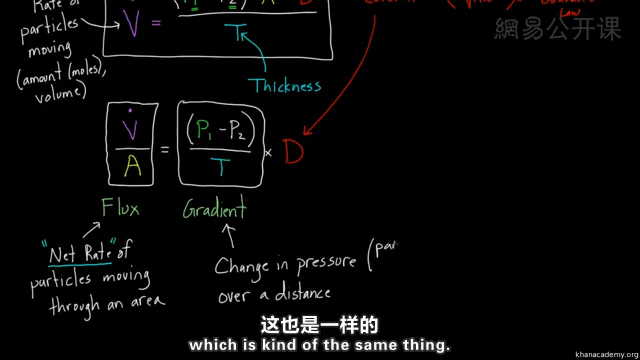 Rate of
particles
moving
(amount (moles),
volume)
V̇ =
T
Thickness
網易公开课
Law
V̇/A = (P₁ - P₂)/T × D
Flux
Gradient
"Net Rate" of
particles moving
through an area
Change in pressure (par
over a distance
这也是一样的
which is kind of the same thing.
khanacademy.org